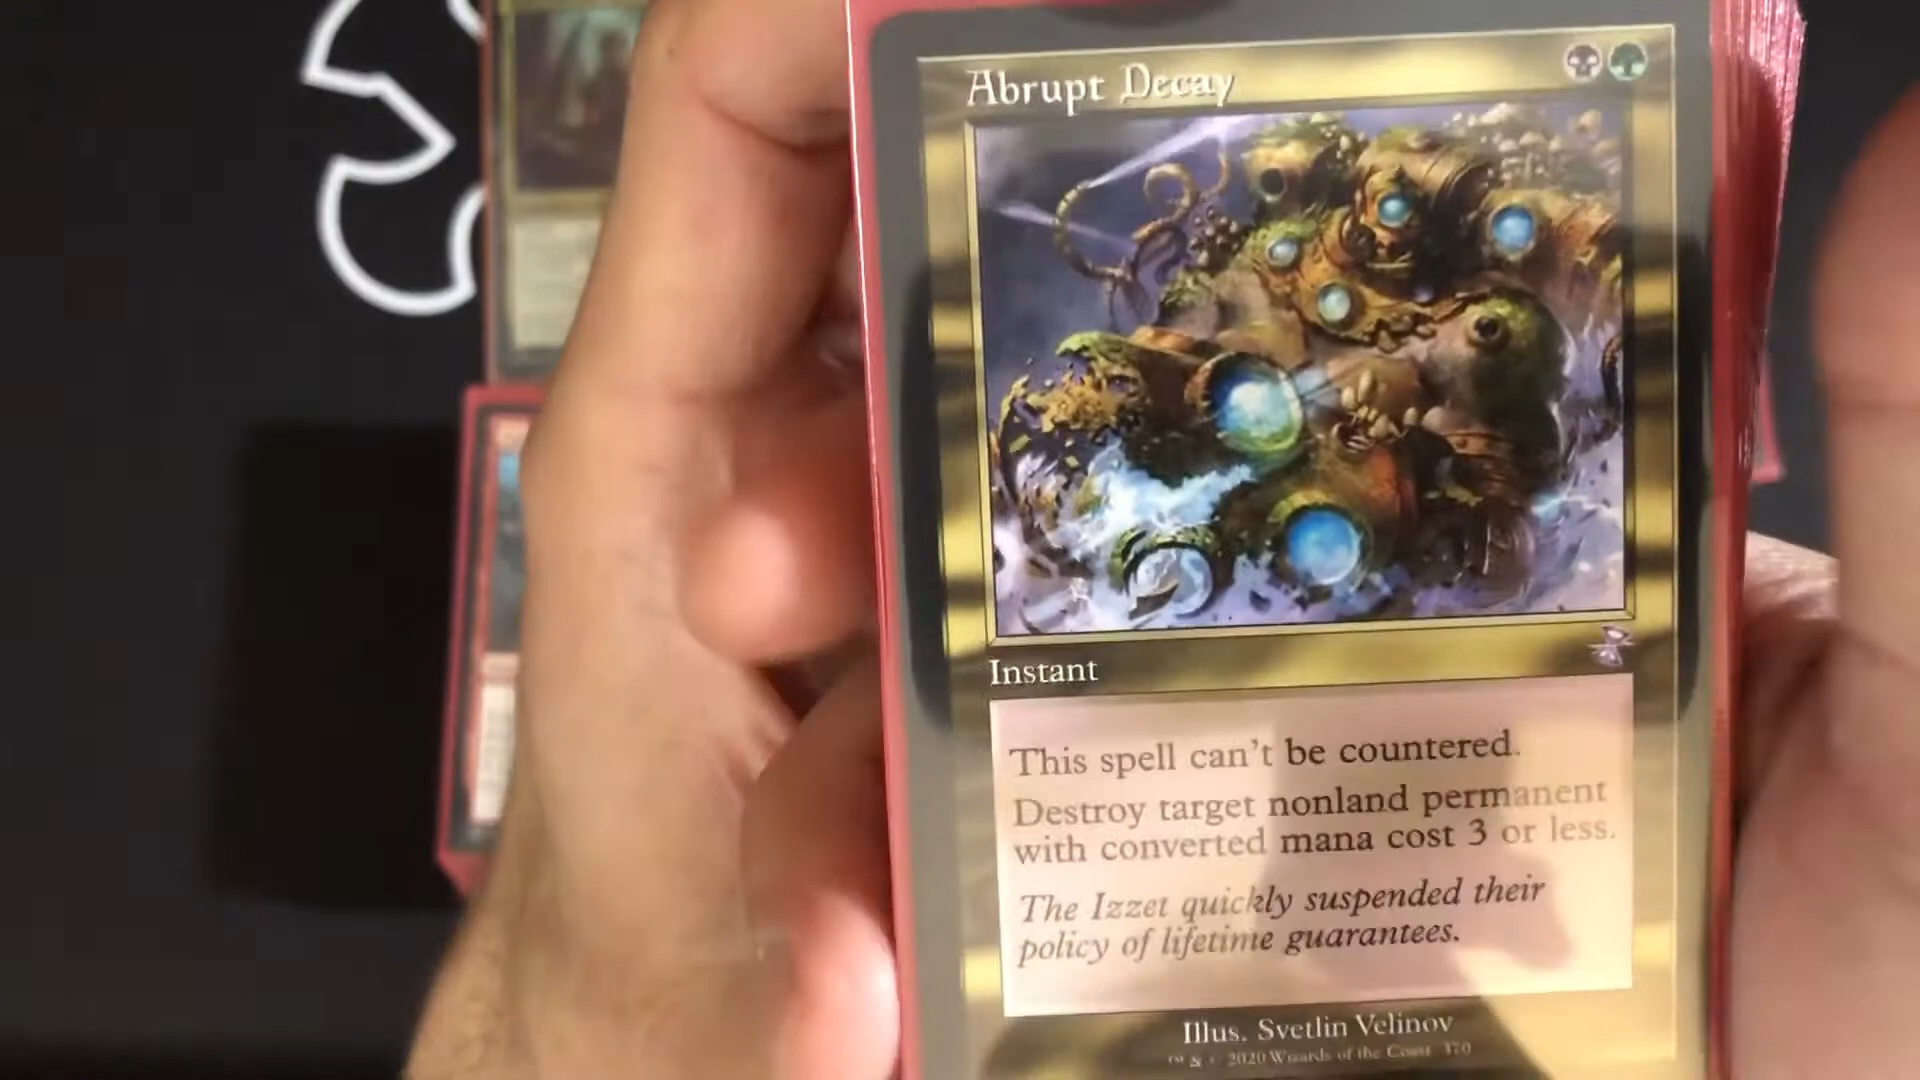 Abrupt Decay
Instant
This spell can't be countered.
Destroy target nonland permanent
with converted mana cost 3 or less.
The Izzet quickly suspended their
policy of lifetime guarantees.
Illus. Svetlin Velinov
™ & © 2020 Wizards of the Coast 370